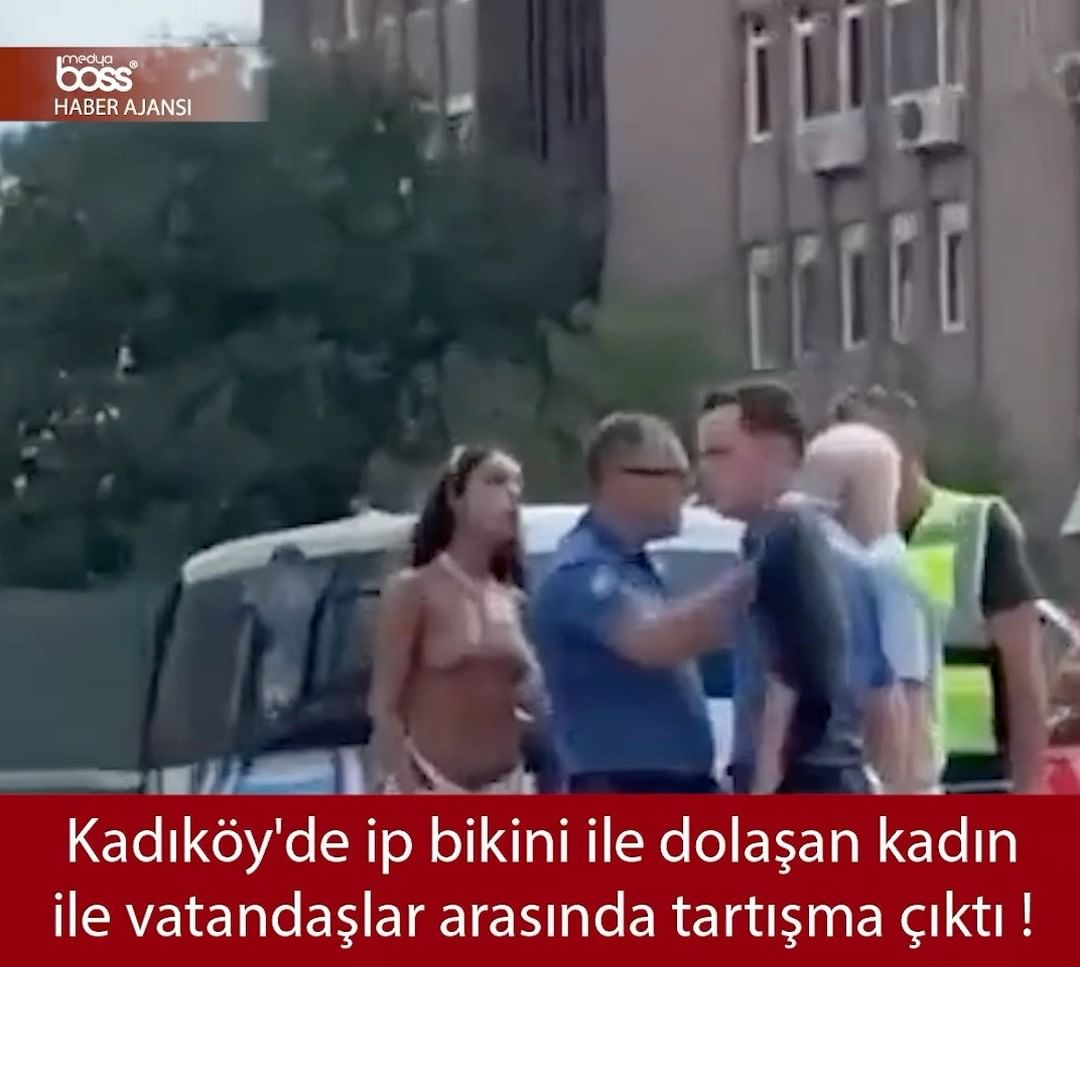 medya
boss®
HABER AJANSI
Kadıköy'de ip bikini ile dolaşan kadın
ile vatandaşlar arasında tartışma çıktı !